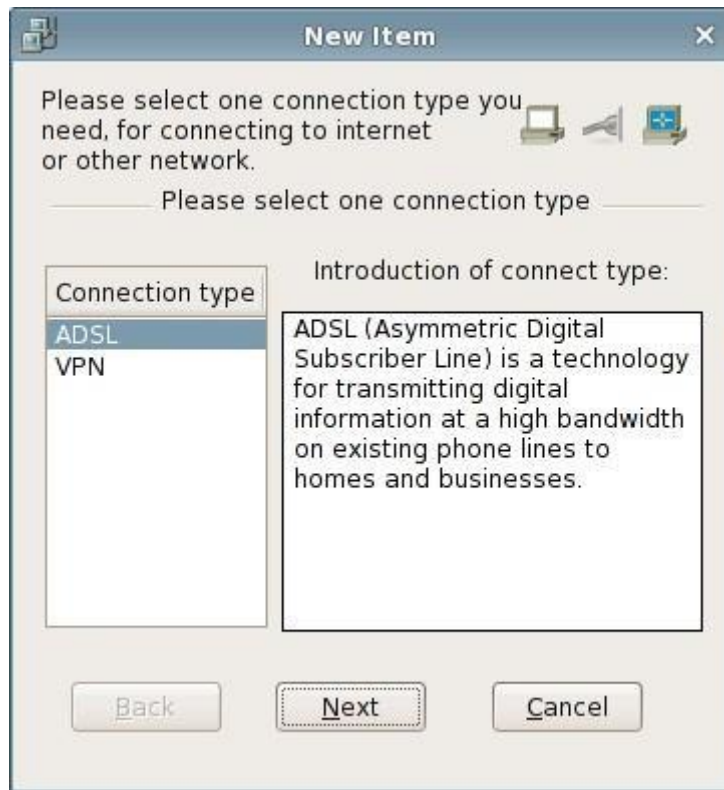 New Item
Please select one connection type you
need, for connecting to internet
or other network.
Please select one connection type
Connection type
ADSL
VPN
Introduction of connect type:
ADSL (Asymmetric Digital
Subscriber Line) is a technology
for transmitting digital
information at a high bandwidth
on existing phone lines to
homes and businesses.
Back
Next
Cancel